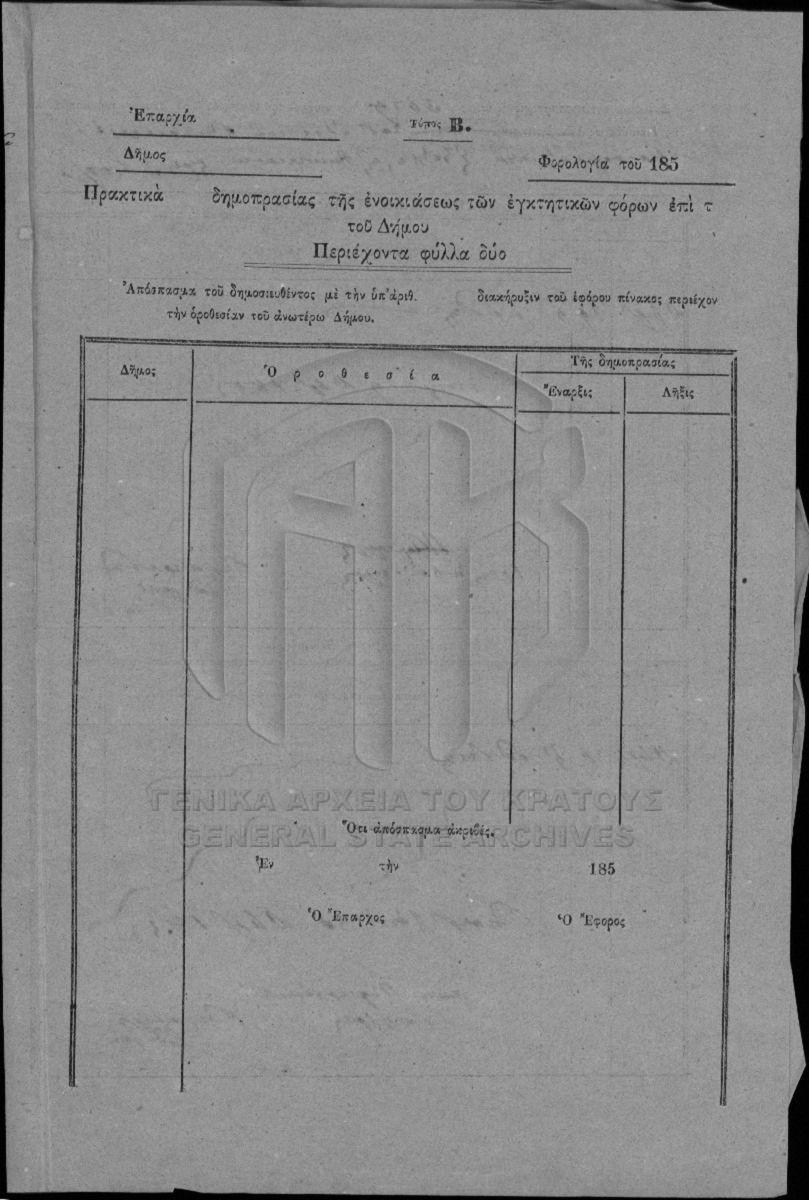 Ἐπαρχία
Τύπος Β.
Δῆμος
Φορολογία τοῦ 185
Πρακτικὰ δημοπρασίας τῆς ἐνοικιάσεως τῶν ἐγκτητικῶν φόρων ἐπὶ τ
τοῦ Δήμου
Περιέχοντα φύλλα δύο
Ἀπόσπασμα τοῦ δημοσιευθέντος μὲ τὴν ὑπ' ἀριθ. διακήρυξιν τοῦ ἐφόρου πίνακος περιέχον
τὴν ὁροθεσίαν τοῦ ἀνωτέρω Δήμου.
Δῆμος
Ὁροθεσία
Τῆς δημοπρασίας
Ἔναρξις
Λῆξις
ΓΕΝΙΚΑ ΑΡΧΕΙΑ ΤΟΥ ΚΡΑΤΟΥΣ
Ὅτι ἀπόσπασμα ἀκριβές.
GENERAL STATE ARCHIVES
Ἐν τὴν 185
Ὁ Ἔπαρχος Ὁ Ἔφορος